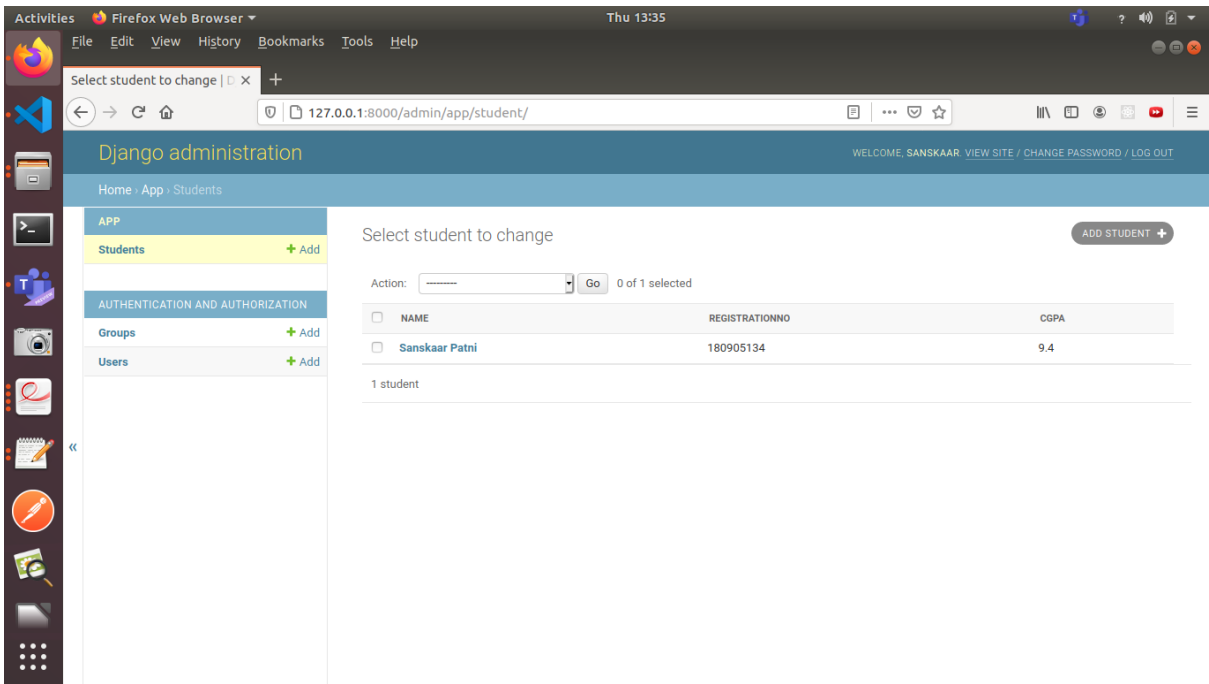 Activities Firefox Web Browser Thu 13:35
File Edit View History Bookmarks Tools Help
Select student to change | D
127.0.0.1:8000/admin/app/student/
Django administration WELCOME, SANSKAAR. VIEW SITE / CHANGE PASSWORD / LOG OUT
Home › App › Students
APP
Students + Add
AUTHENTICATION AND AUTHORIZATION
Groups + Add
Users + Add
«
Select student to change ADD STUDENT +
Action: --------- Go 0 of 1 selected
NAME REGISTRATIONNO CGPA
Sanskaar Patni 180905134 9.4
1 student